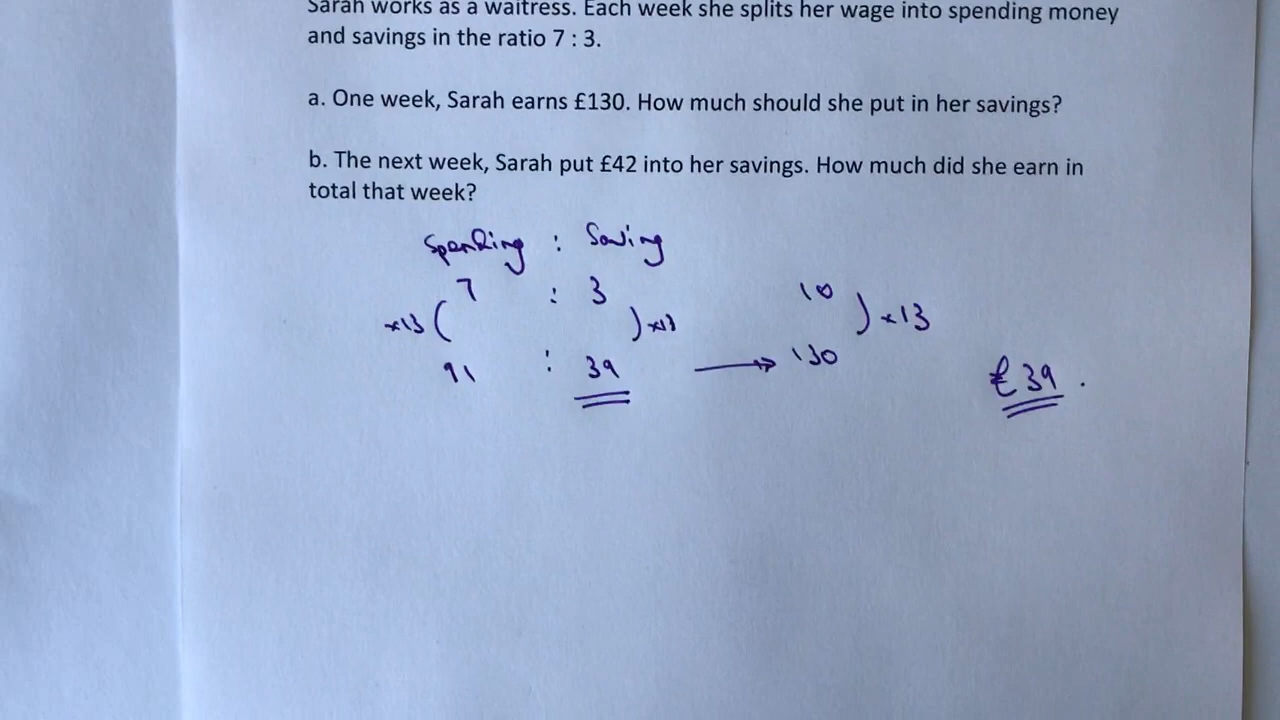 Sarah works as a waitress. Each week she splits her wage into spending money
and savings in the ratio 7 : 3.
a. One week, Sarah earns £130. How much should she put in her savings?
b. The next week, Sarah put £42 into her savings. How much did she earn in
total that week?
Spending : Saving
7 : 3 10
×13 ( ) ×13 ) ×13
91 : 39 → 130 £39.